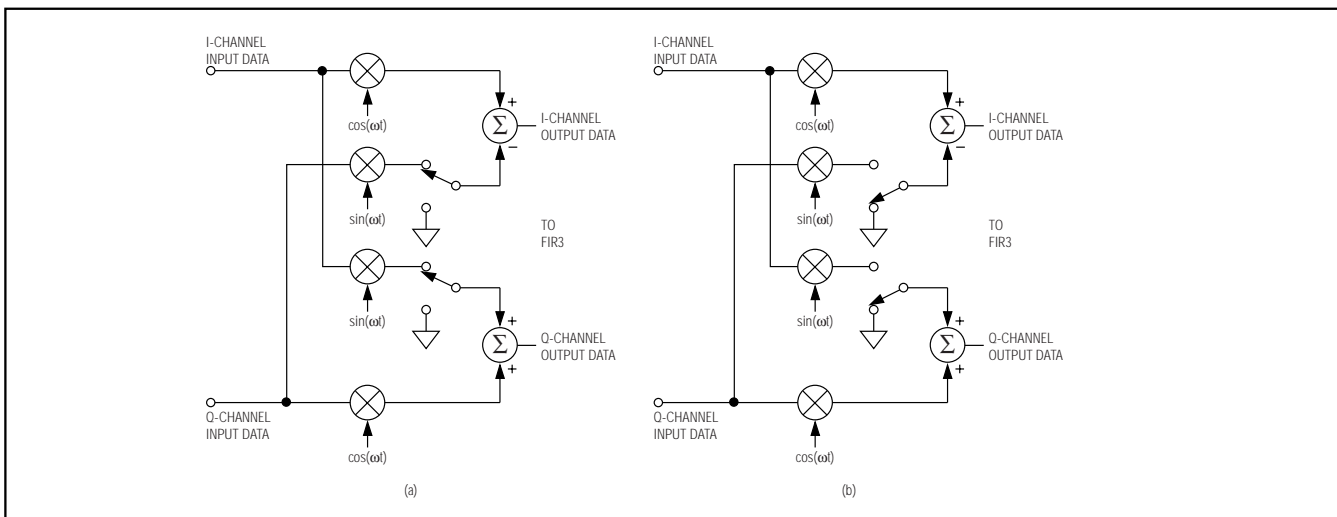 I-CHANNEL
INPUT DATA
cos(ωt)
+
Σ
−
I-CHANNEL
OUTPUT DATA
sin(ωt)
TO
FIR3
sin(ωt)
+
Σ
+
Q-CHANNEL
OUTPUT DATA
Q-CHANNEL
INPUT DATA
cos(ωt)
(a)
I-CHANNEL
INPUT DATA
cos(ωt)
+
Σ
−
I-CHANNEL
OUTPUT DATA
sin(ωt)
TO
FIR3
sin(ωt)
+
Σ
+
Q-CHANNEL
OUTPUT DATA
Q-CHANNEL
INPUT DATA
cos(ωt)
(b)